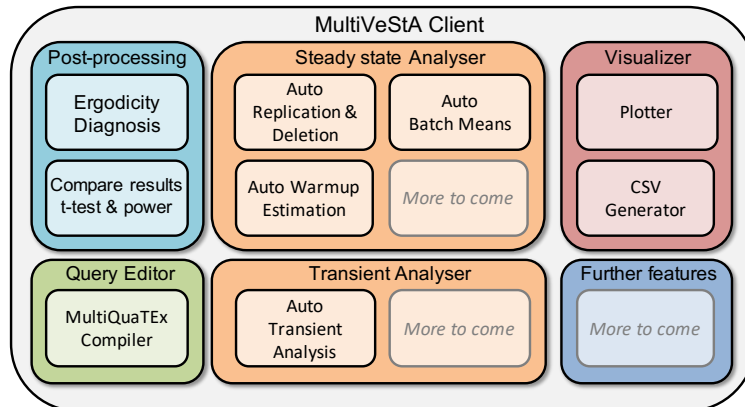 MultiVeStA Client
Post-processing
Ergodicity
Diagnosis
Compare results
t-test & power
Steady state Analyser
Auto
Replication &
Deletion
Auto
Batch Means
Auto Warmup
Estimation
More to come
Visualizer
Plotter
CSV
Generator
Query Editor
MultiQuaTEx
Compiler
Transient Analyser
Auto
Transient
Analysis
More to come
Further features
More to come